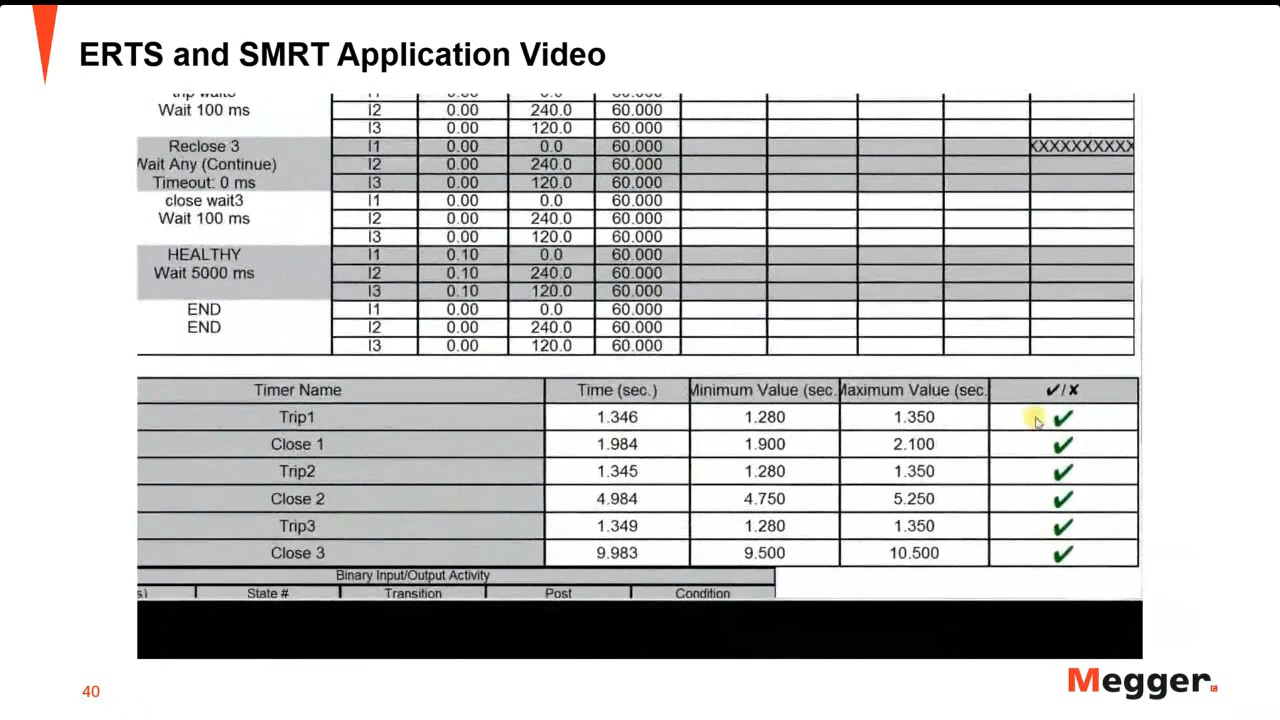 ERTS and SMRT Application Video
Wait 100 ms I2 0.00 240.0 60.000
I3 0.00 120.0 60.000
Reclose 3 I1 0.00 0.0 60.000 XXXXXXXXXX
Wait Any (Continue) I2 0.00 240.0 60.000
Timeout: 0 ms I3 0.00 120.0 60.000
close wait3 I1 0.00 0.0 60.000
Wait 100 ms I2 0.00 240.0 60.000
I3 0.00 120.0 60.000
HEALTHY I1 0.10 0.0 60.000
Wait 5000 ms I2 0.10 240.0 60.000
I3 0.10 120.0 60.000
END I1 0.00 0.0 60.000
END I2 0.00 240.0 60.000
I3 0.00 120.0 60.000
Timer Name Time (sec.) Minimum Value (sec. Maximum Value (sec. ✔/✘
Trip1 1.346 1.280 1.350 ✔
Close 1 1.984 1.900 2.100 ✔
Trip2 1.345 1.280 1.350 ✔
Close 2 4.984 4.750 5.250 ✔
Trip3 1.349 1.280 1.350 ✔
Close 3 9.983 9.500 10.500 ✔
Binary Input/Output Activity
s) State # Transition Post Condition
40
Megger